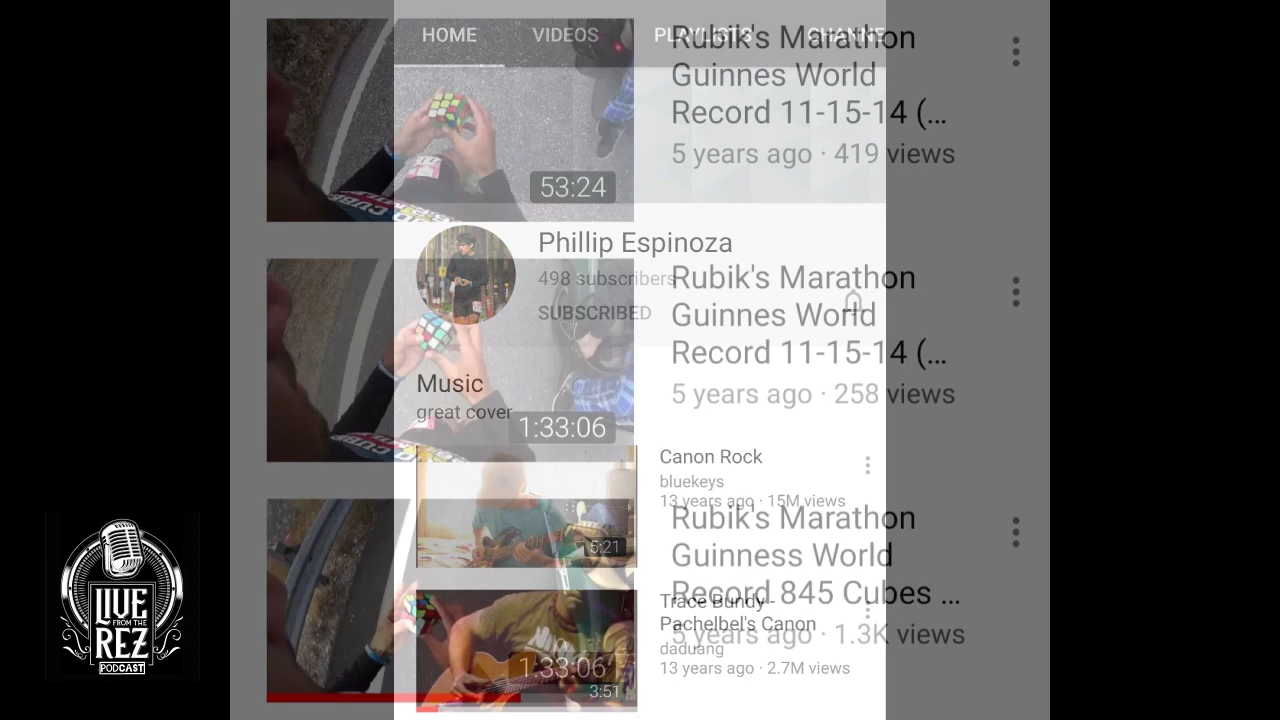 HOME
VIDEOS
PLAYLISTS
CHANNE
Rubik's Marathon
Guinnes World
Record 11-15-14 (...
5 years ago · 419 views
53:24
Phillip Espinoza
498 subscribers
SUBSCRIBED
Rubik's Marathon
Guinnes World
Record 11-15-14 (...
5 years ago · 258 views
1:33:06
Music
great cover
Canon Rock
bluekeys
13 years ago · 15M views
5:21
Rubik's Marathon
Guinness World
Record 845 Cubes ...
5 years ago · 1.3K views
1:33:06
Trace Bundy -
Pachelbel's Canon
daduang
13 years ago · 2.7M views
3:51
LIVE
FROM THE
REZ
PODCAST